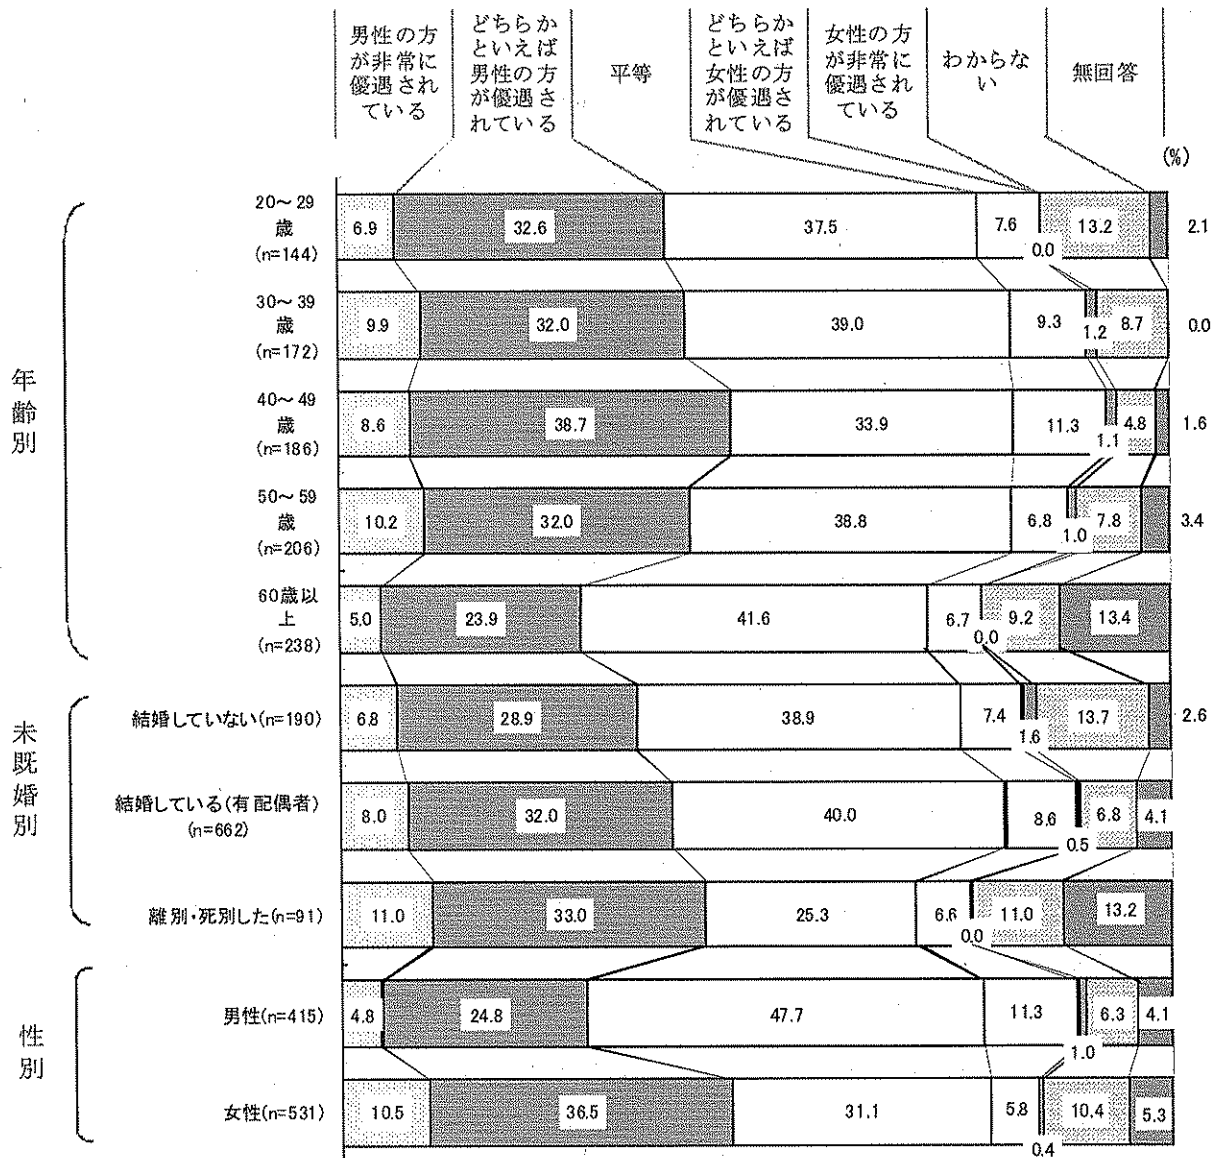 男性の方
が非常に
優遇され
ている
どちらか
といえば
男性の方
が優遇さ
れている
平等
どちらか
といえば
女性の方
が優遇さ
れている
女性の方
が非常に
優遇され
ている
わからな
い
無回答
(%)
年齢別
20～29
歳
(n=144)
6.9 32.6 37.5 7.6 0.0 13.2 2.1
30～39
歳
(n=172)
9.9 32.0 39.0 9.3 1.2 8.7 0.0
40～49
歳
(n=186)
8.6 38.7 33.9 11.3 1.1 4.8 1.6
50～59
歳
(n=206)
10.2 32.0 38.8 6.8 1.0 7.8 3.4
60歳以
上
(n=238)
5.0 23.9 41.6 6.7 0.0 9.2 13.4
未既婚別
結婚していない(n=190)
6.8 28.9 38.9 7.4 1.6 13.7 2.6
結婚している(有配偶者)
(n=662)
8.0 32.0 40.0 8.6 0.5 6.8 4.1
離別・死別した(n=91)
11.0 33.0 25.3 6.6 0.0 11.0 13.2
性別
男性(n=415)
4.8 24.8 47.7 11.3 1.0 6.3 4.1
女性(n=531)
10.5 36.5 31.1 5.8 0.4 10.4 5.3